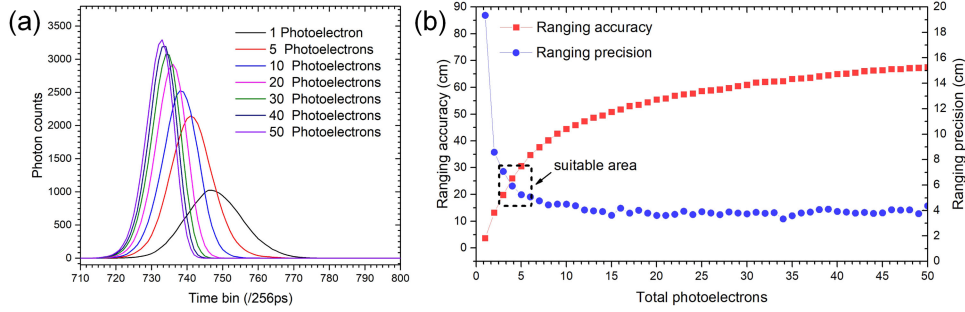 (a)
3500
3000
2500
2000
1500
1000
500
0
Photon counts
1 Photoelectron
5 Photoelectrons
10 Photoelectrons
20 Photoelectrons
30 Photoelectrons
40 Photoelectrons
50 Photoelectrons
710 720 730 740 750 760 770 780 790 800
Time bin (/256ps)
(b)
90
80
70
60
50
40
30
20
10
0
Ranging accuracy (cm)
Ranging accuracy
Ranging precision
suitable area
20
18
16
14
12
10
8
6
4
2
0
Ranging precision (cm)
0 5 10 15 20 25 30 35 40 45 50
Total photoelectrons